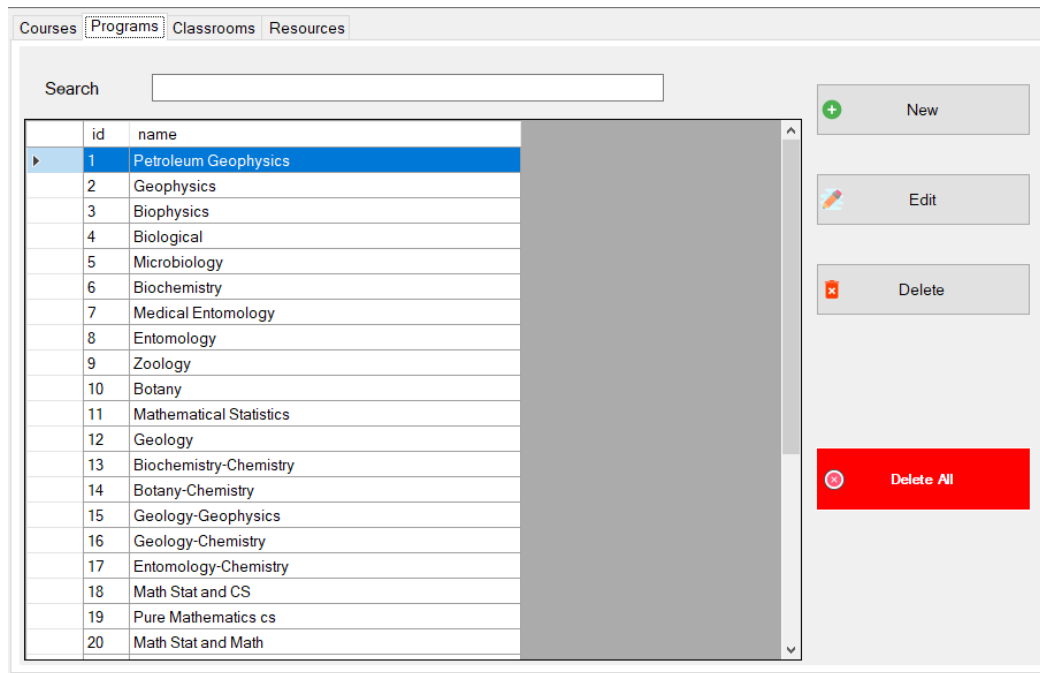 Courses Programs Classrooms Resources
Search
New
id name
1 Petroleum Geophysics
2 Geophysics
3 Biophysics
4 Biological
5 Microbiology
6 Biochemistry
7 Medical Entomology
8 Entomology
9 Zoology
10 Botany
11 Mathematical Statistics
12 Geology
13 Biochemistry-Chemistry
14 Botany-Chemistry
15 Geology-Geophysics
16 Geology-Chemistry
17 Entomology-Chemistry
18 Math Stat and CS
19 Pure Mathematics cs
20 Math Stat and Math
Edit
Delete
Delete All